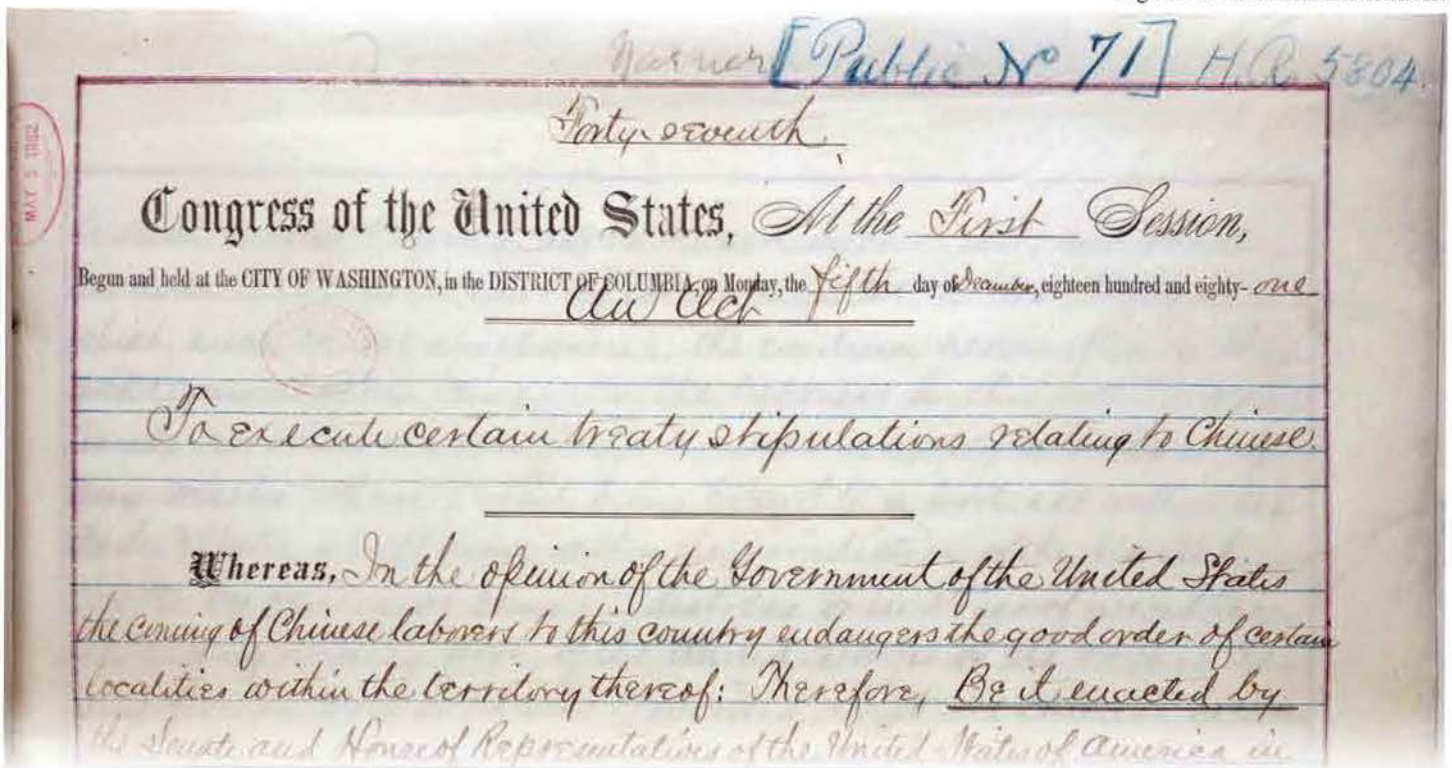 [Public No 71] H.R. 5804.
Forty-seventh
Congress of the United States, At the First Session,
Begun and held at the CITY OF WASHINGTON, in the DISTRICT OF COLUMBIA, on Monday, the fifth day of December, eighteen hundred and eighty-one
An Act
MAY 5 1882
To execute certain treaty stipulations relating to Chinese.
Whereas, In the opinion of the Government of the United States
the coming of Chinese laborers to this country endangers the good order of certain
localities within the territory thereof: Therefore, Be it enacted by
the Senate and House of Representatives of the United States of America in